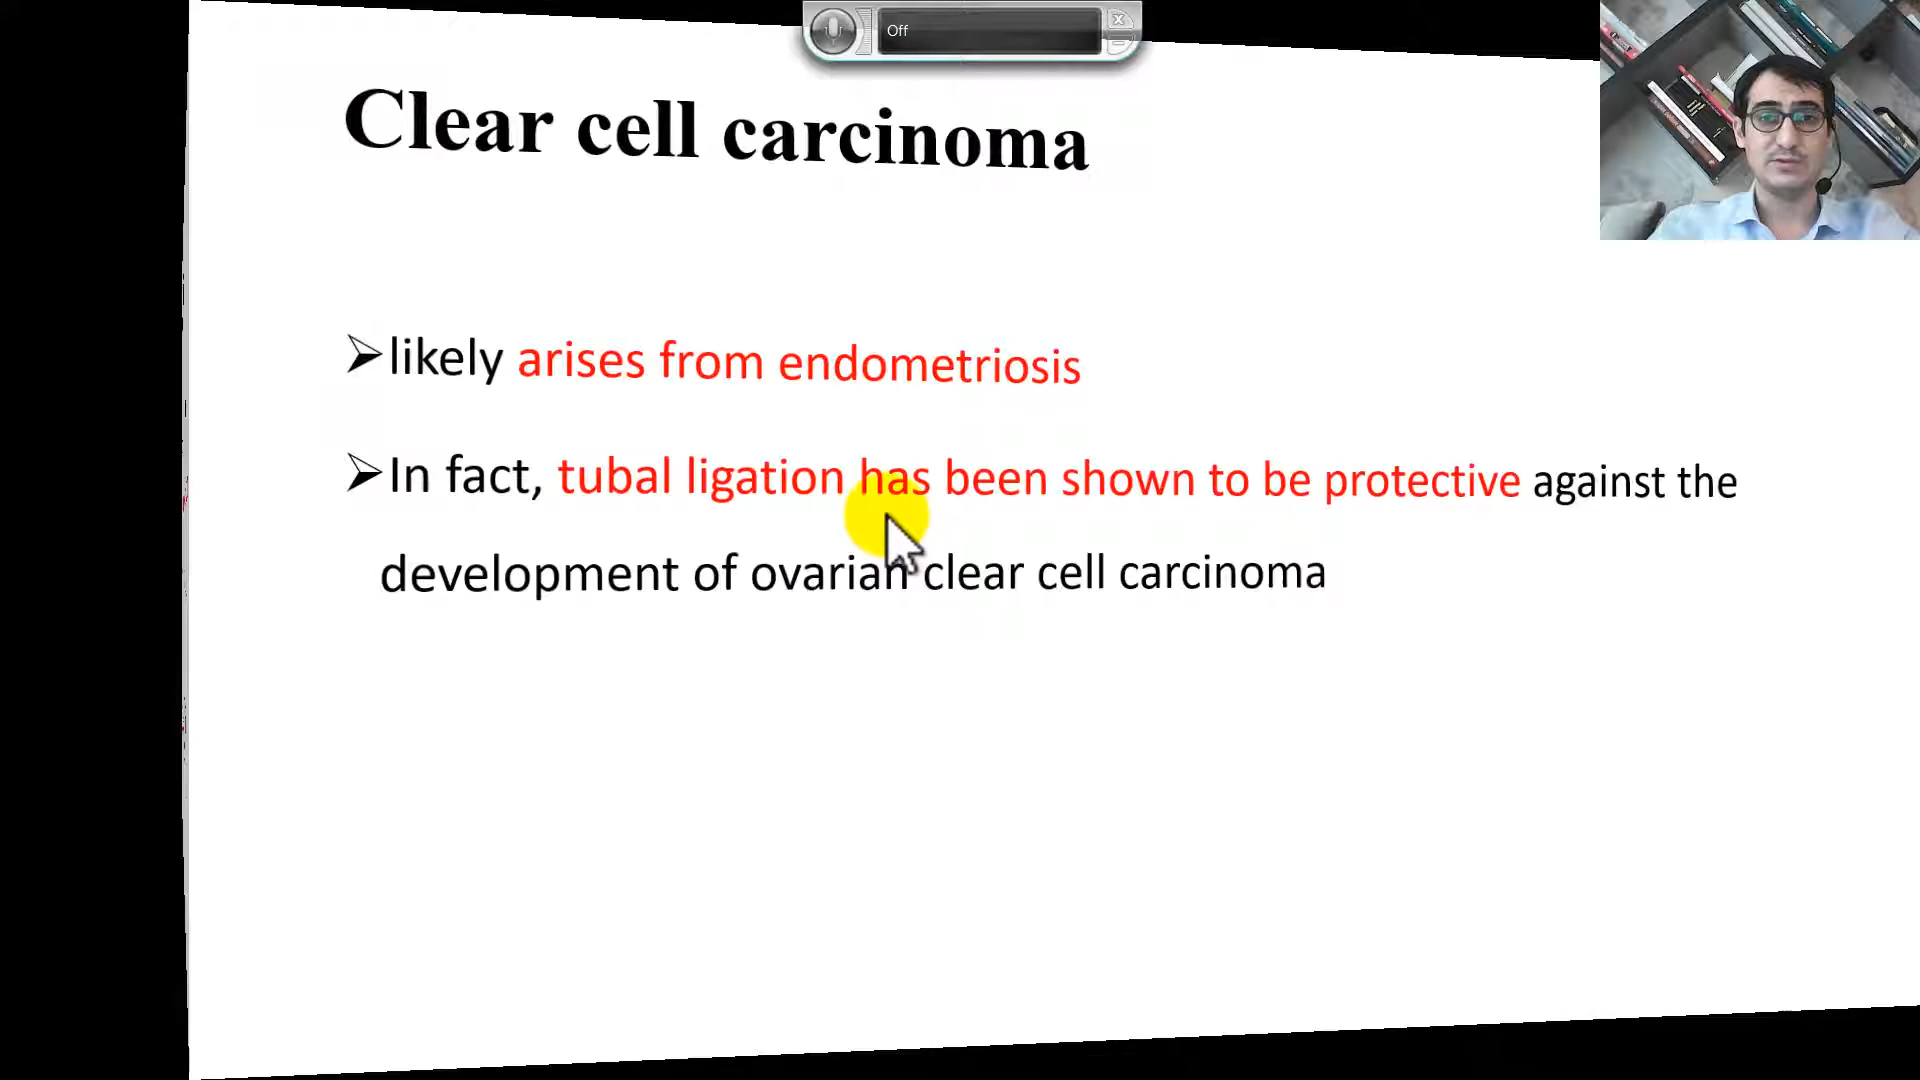 Off
Clear cell carcinoma
➢likely arises from endometriosis
➢In fact, tubal ligation has been shown to be protective against the
development of ovarian clear cell carcinoma